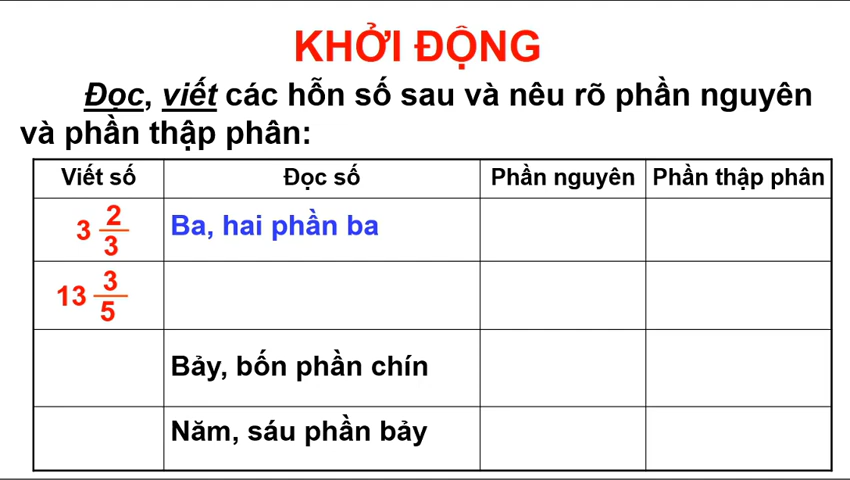 KHỞI ĐỘNG
Đọc, viết các hỗn số sau và nêu rõ phần nguyên
và phần thập phân:
Viết số Đọc số Phần nguyên Phần thập phân
3 2/3 Ba, hai phần ba
13 3/5
Bảy, bốn phần chín
Năm, sáu phần bảy